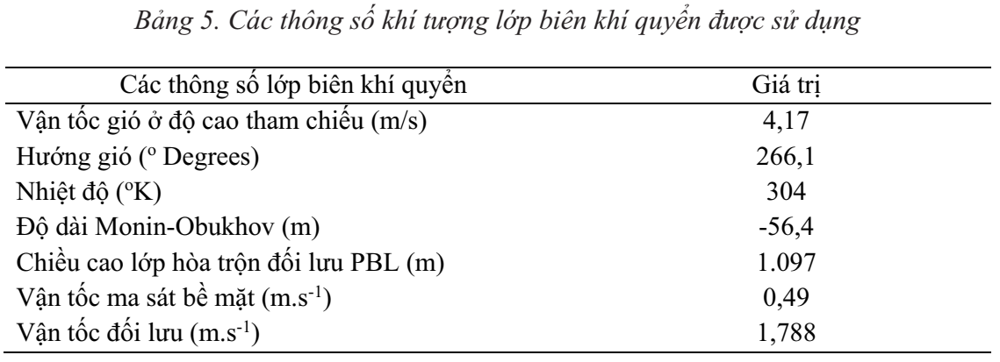 Bảng 5. Các thông số khí tượng lớp biên khí quyển được sử dụng
Các thông số lớp biên khí quyển Giá trị
Vận tốc gió ở độ cao tham chiếu (m/s) 4,17
Hướng gió (º Degrees) 266,1
Nhiệt độ (ºK) 304
Độ dài Monin-Obukhov (m) -56,4
Chiều cao lớp hòa trộn đối lưu PBL (m) 1.097
Vận tốc ma sát bề mặt (m.s⁻¹) 0,49
Vận tốc đối lưu (m.s⁻¹) 1,788